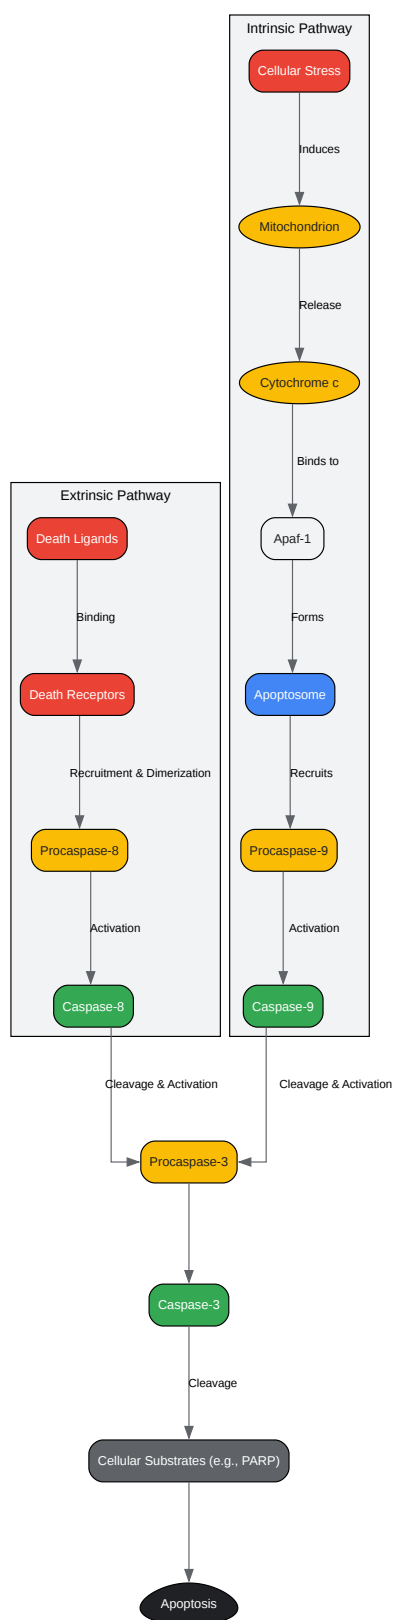 Intrinsic Pathway
Cellular Stress
Induces
Mitochondrion
Release
Cytochrome c
Binds to
Extrinsic Pathway
Death Ligands
Apaf-1
Binding
Forms
Death Receptors
Apoptosome
Recruitment & Dimerization
Recruits
Procaspase-8
Procaspase-9
Activation
Activation
Caspase-8
Caspase-9
Cleavage & Activation
Cleavage & Activation
Procaspase-3
Caspase-3
Cleavage
Cellular Substrates (e.g., PARP)
Apoptosis